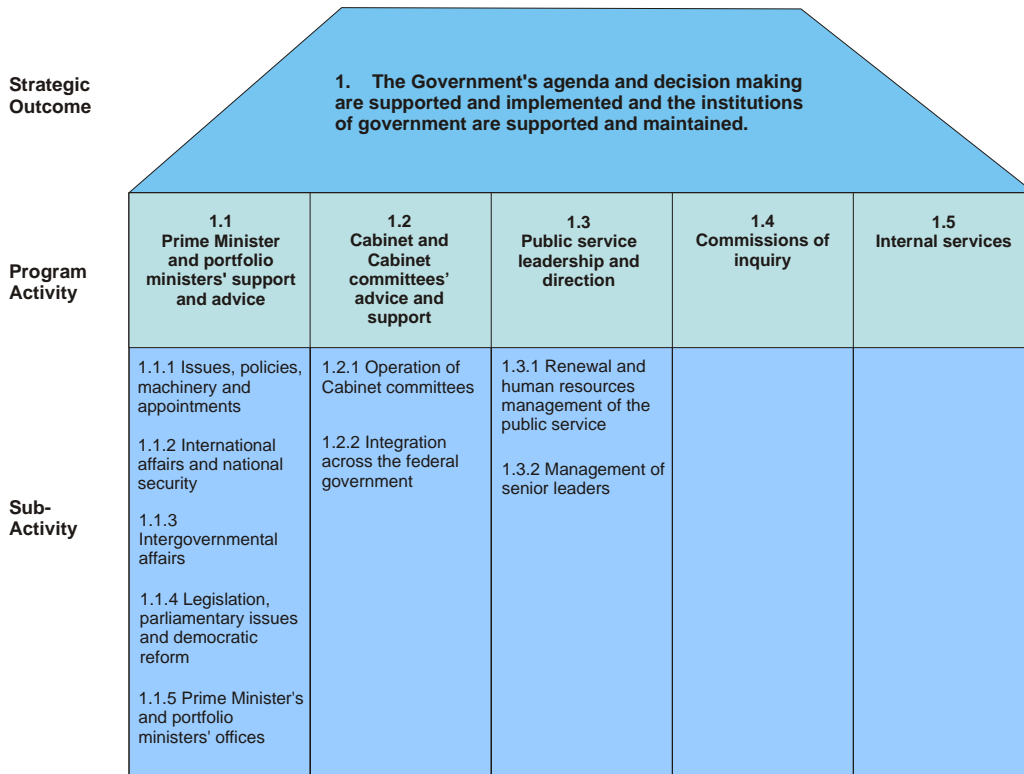 Strategic
Outcome
1. The Government's agenda and decision making
are supported and implemented and the institutions
of government are supported and maintained.
Program
Activity
1.1
Prime Minister
and portfolio
ministers' support
and advice
1.2
Cabinet and
Cabinet
committees’
advice and
support
1.3
Public service
leadership and
direction
1.4
Commissions of
inquiry
1.5
Internal services
Sub-
Activity
1.1.1 Issues, policies,
machinery and
appointments
1.1.2 International
affairs and national
security
1.1.3
Intergovernmental
affairs
1.1.4 Legislation,
parliamentary issues
and democratic
reform
1.1.5 Prime Minister's
and portfolio
ministers' offices
1.2.1 Operation of
Cabinet committees
1.2.2 Integration
across the federal
government
1.3.1 Renewal and
human resources
management of the
public service
1.3.2 Management of
senior leaders